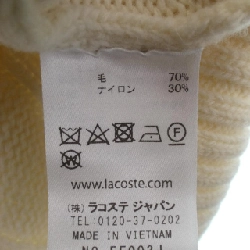 毛 70%
ナイロン 30%
www.lacoste.com
(株) ラコステ ジャパン
TEL:0120-37-0202
MADE IN VIETNAM